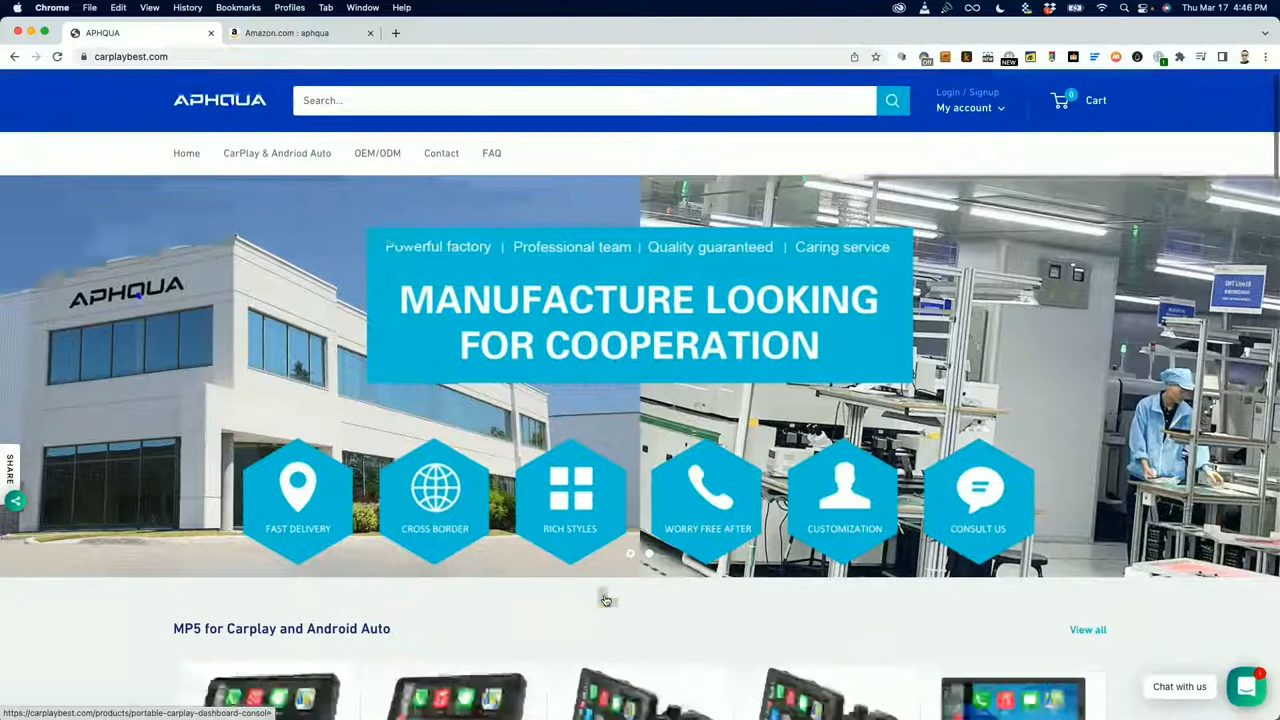 Chrome File Edit View History Bookmarks Profiles Tab Window Help
Thu Mar 17 4:46 PM
APHQUA
Amazon.com : aphqua
carplaybest.com
Off
NEW
1
APHQUA
Search...
Login / Signup
My account
0
Cart
Home CarPlay & Andriod Auto OEM/ODM Contact FAQ
Powerful factory | Professional team | Quality guaranteed | Caring service
MANUFACTURE LOOKING
FOR COOPERATION
APHQUA
SHARE
FAST DELIVERY
CROSS BORDER
RICH STYLES
WORRY FREE AFTER
CUSTOMIZATION
CONSULT US
MP5 for Carplay and Android Auto
View all
Chat with us
1
https://carplaybest.com/products/portable-carplay-dashboard-console